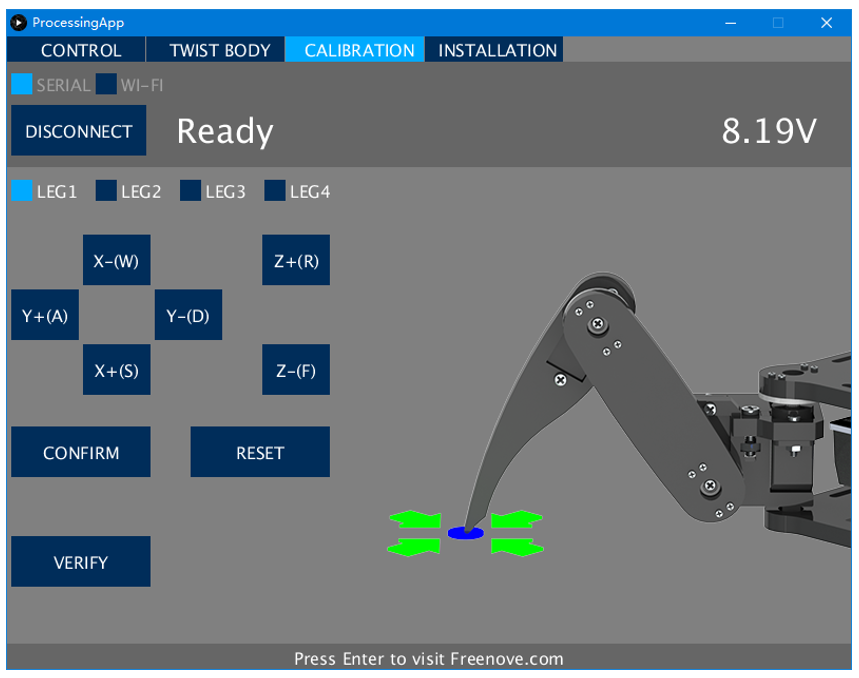 ProcessingApp
CONTROL TWIST BODY CALIBRATION INSTALLATION
SERIAL WI-FI
DISCONNECT Ready 8.19V
LEG1 LEG2 LEG3 LEG4
X-(W) Z+(R)
Y+(A) Y-(D)
X+(S) Z-(F)
CONFIRM RESET
VERIFY
Press Enter to visit Freenove.com